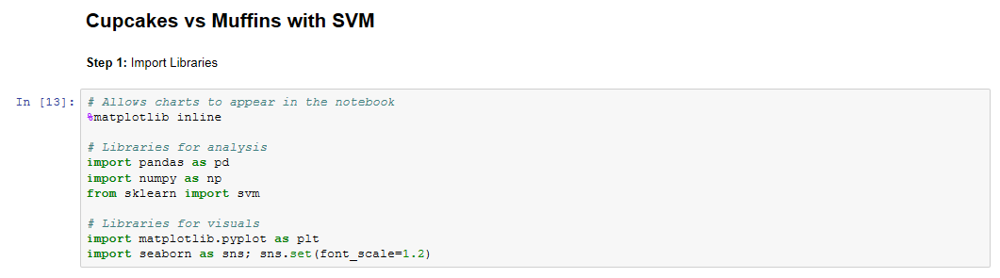 Cupcakes vs Muffins with SVM
Step 1: Import Libraries
In [13]:
# Allows charts to appear in the notebook
%matplotlib inline
# Libraries for analysis
import pandas as pd
import numpy as np
from sklearn import svm
# Libraries for visuals
import matplotlib.pyplot as plt
import seaborn as sns; sns.set(font_scale=1.2)